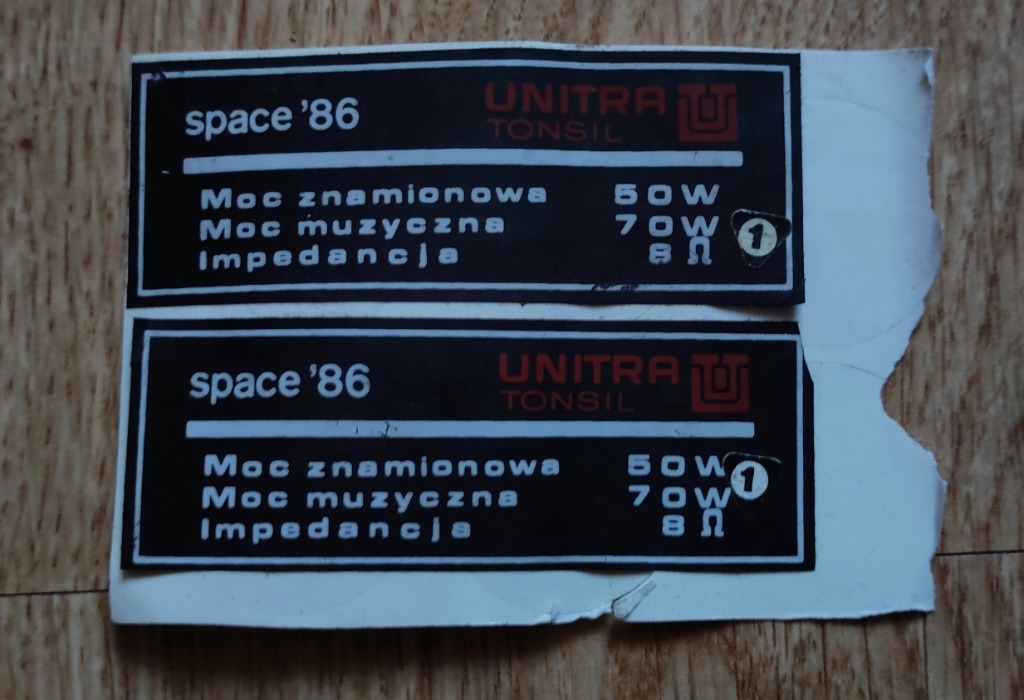 space '86 UNITRA
TONSIL
Moc znamionowa 50W
Moc muzyczna 70W
Impedancja 8 Ω
1
space '86 UNITRA
TONSIL
Moc znamionowa 50W
Moc muzyczna 70W
Impedancja 8 Ω
1